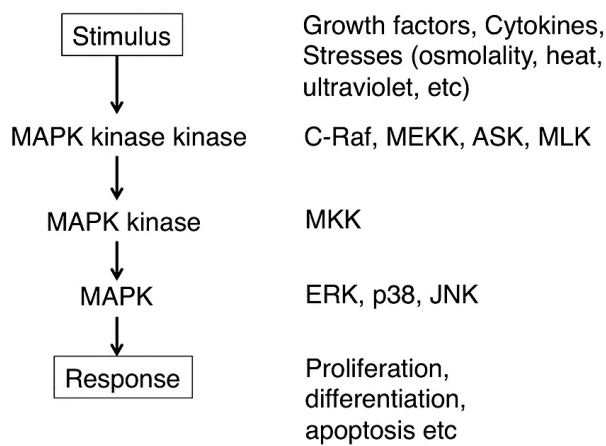 Stimulus
Growth factors, Cytokines,
Stresses (osmolality, heat,
ultraviolet, etc)
MAPK kinase kinase
C-Raf, MEKK, ASK, MLK
MAPK kinase
MKK
MAPK
ERK, p38, JNK
Response
Proliferation,
differentiation,
apoptosis etc